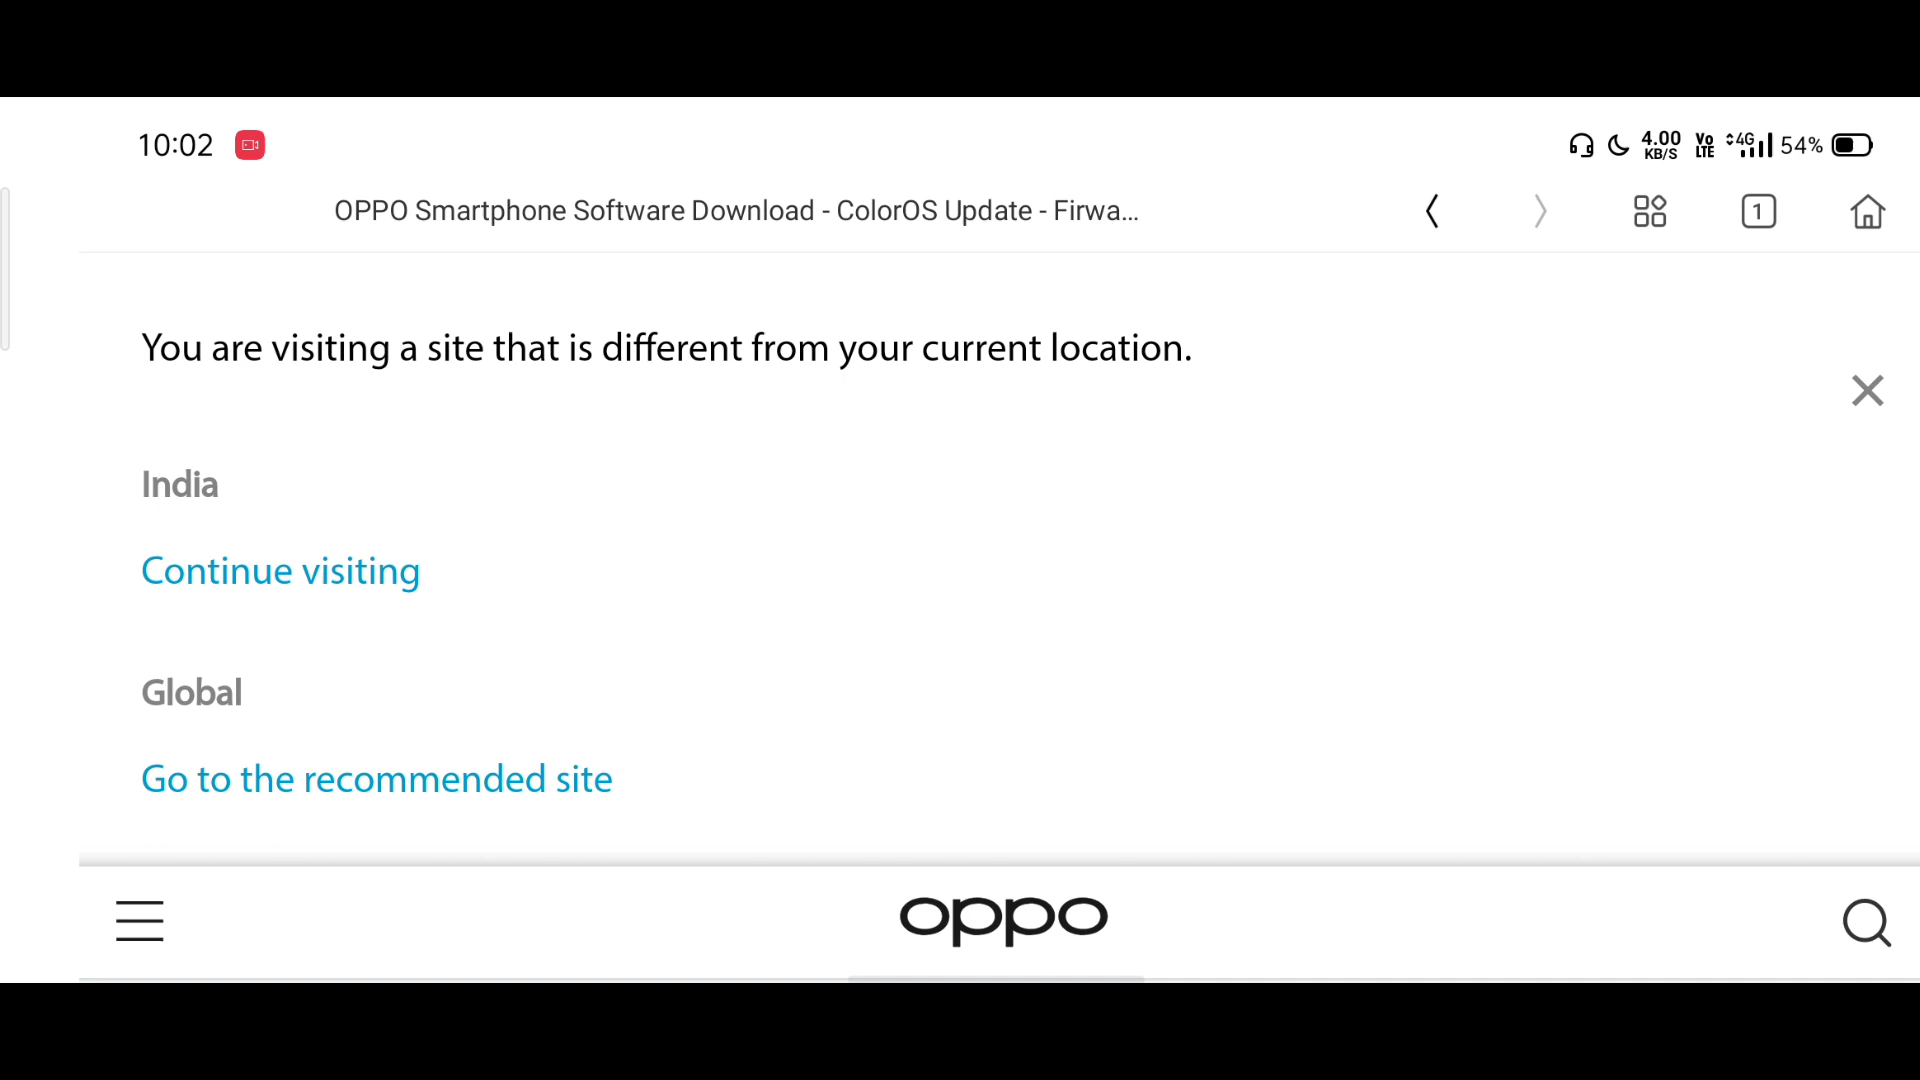 10:02 4.00 KB/S Vo LTE 4G 54%
OPPO Smartphone Software Download - ColorOS Update - Firwa... 1
You are visiting a site that is different from your current location.
India
Continue visiting
Global
Go to the recommended site
oppo